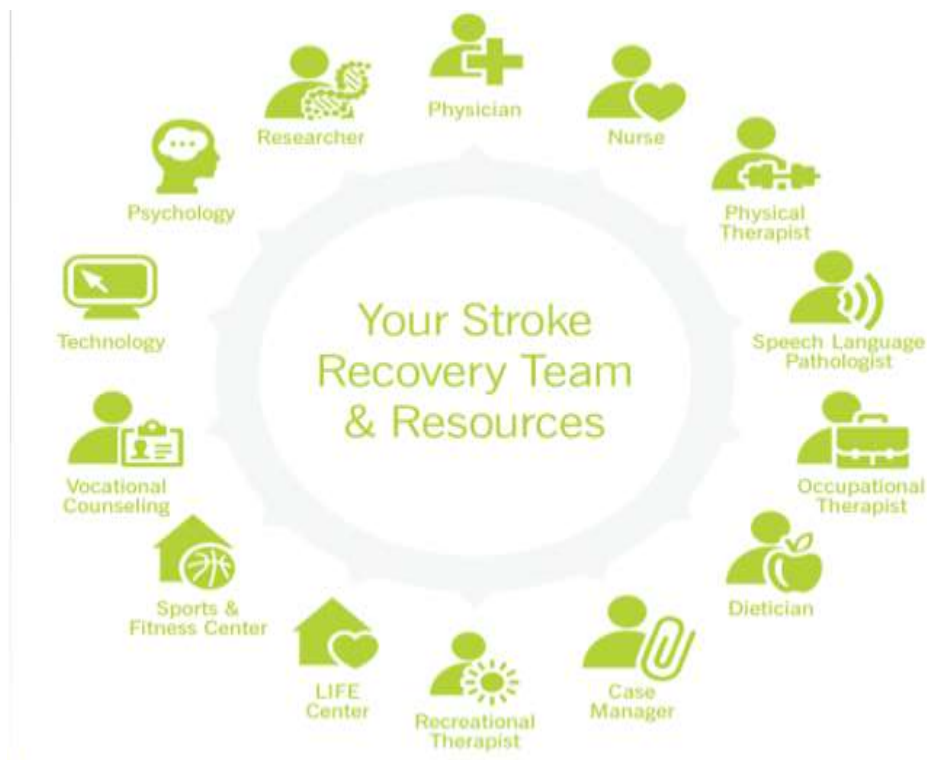 Your Stroke
Recovery Team
& Resources
Physician
Nurse
Physical
Therapist
Speech Language
Pathologist
Occupational
Therapist
Dietician
Case
Manager
Recreational
Therapist
LIFE
Center
Sports &
Fitness Center
Vocational
Counseling
Technology
Psychology
Researcher